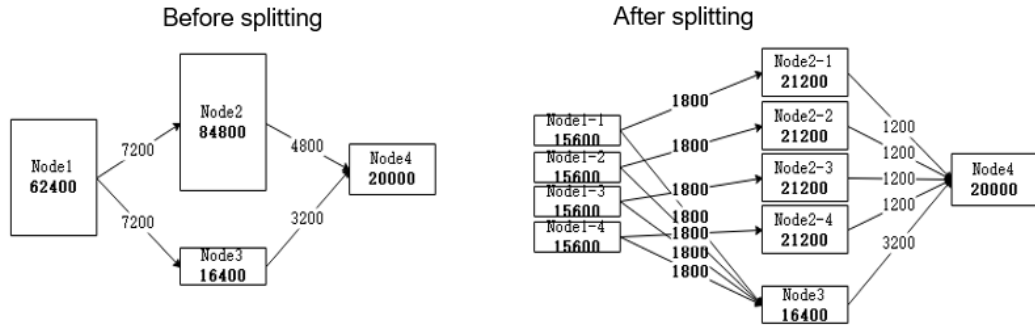 Before splitting
Node1
62400
7200
7200
Node2
84800
Node3
16400
4800
3200
Node4
20000
After splitting
Node1-1
15600
Node1-2
15600
Node1-3
15600
Node1-4
15600
1800
1800
1800
1800
1800
1800
1800
1800
Node2-1
21200
Node2-2
21200
Node2-3
21200
Node2-4
21200
Node3
16400
1200
1200
1200
1200
3200
Node4
20000